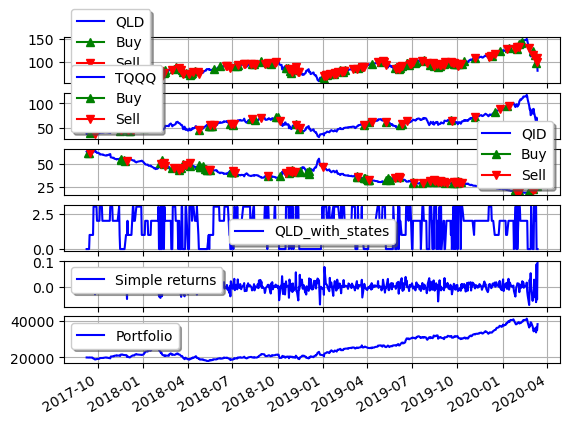 QLD
Buy
Sell
150
100
TQQQ
Buy
Sell
100
50
QID
Buy
Sell
50
25
2.5
0.0
QLD_with_states
0.1
0.0
Simple returns
40000
20000
Portfolio
2017-10
2018-01
2018-04
2018-07
2018-10
2019-01
2019-04
2019-07
2019-10
2020-01
2020-04